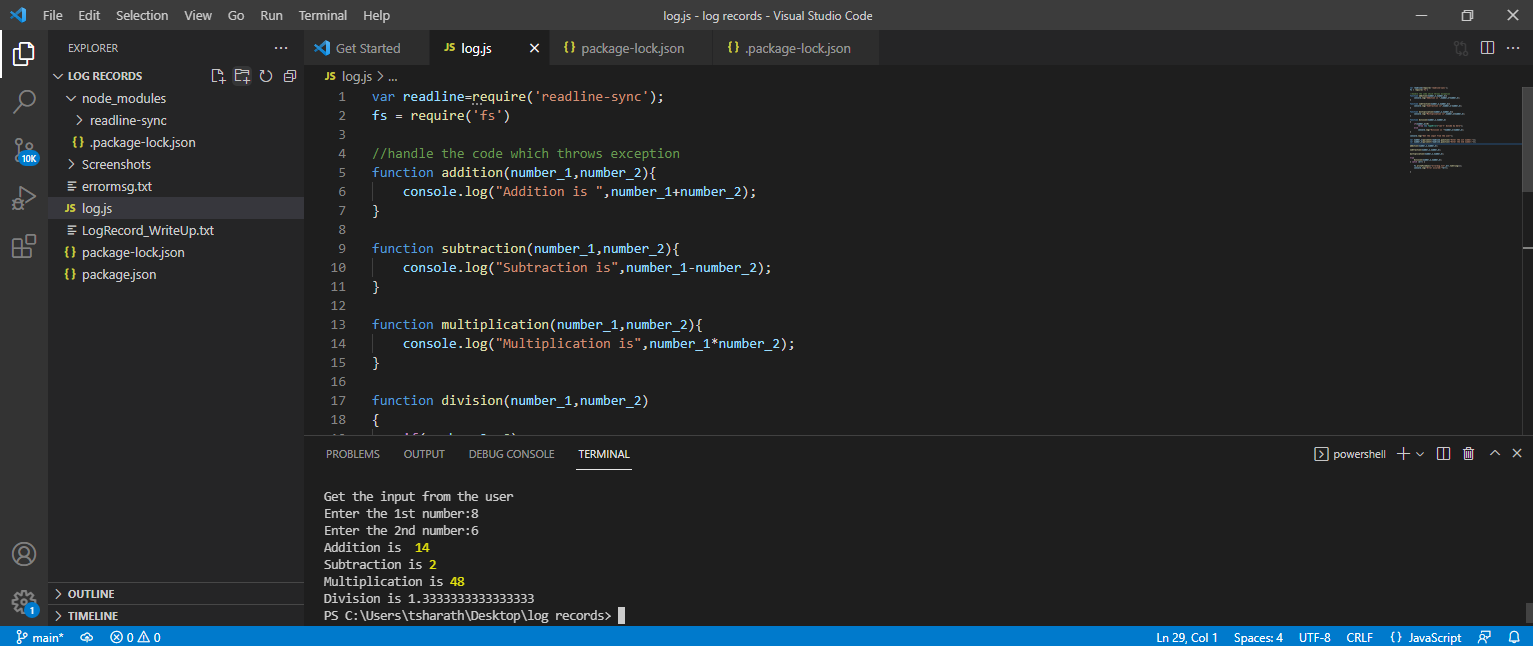 File Edit Selection View Go Run Terminal Help log.js - log records - Visual Studio Code
EXPLORER
LOG RECORDS
node_modules
readline-sync
{} .package-lock.json
Screenshots
errormsg.txt
JS log.js
LogRecord_WriteUp.txt
{} package-lock.json
{} package.json
OUTLINE
TIMELINE
10K
1
Get Started JS log.js {} package-lock.json {} .package-lock.json
JS log.js > ...
1 var readline=require('readline-sync');
2 fs = require('fs')
3
4 //handle the code which throws exception
5 function addition(number_1,number_2){
6 console.log("Addition is ",number_1+number_2);
7 }
8
9 function subtraction(number_1,number_2){
10 console.log("Subtraction is",number_1-number_2);
11 }
12
13 function multiplication(number_1,number_2){
14 console.log("Multiplication is",number_1*number_2);
15 }
16
17 function division(number_1,number_2)
18 {
PROBLEMS OUTPUT DEBUG CONSOLE TERMINAL powershell
Get the input from the user
Enter the 1st number:8
Enter the 2nd number:6
Addition is  14
Subtraction is 2
Multiplication is 48
Division is 1.3333333333333333
PS C:\Users\tsharath\Desktop\log records>
main* 0 0 Ln 29, Col 1 Spaces: 4 UTF-8 CRLF {} JavaScript